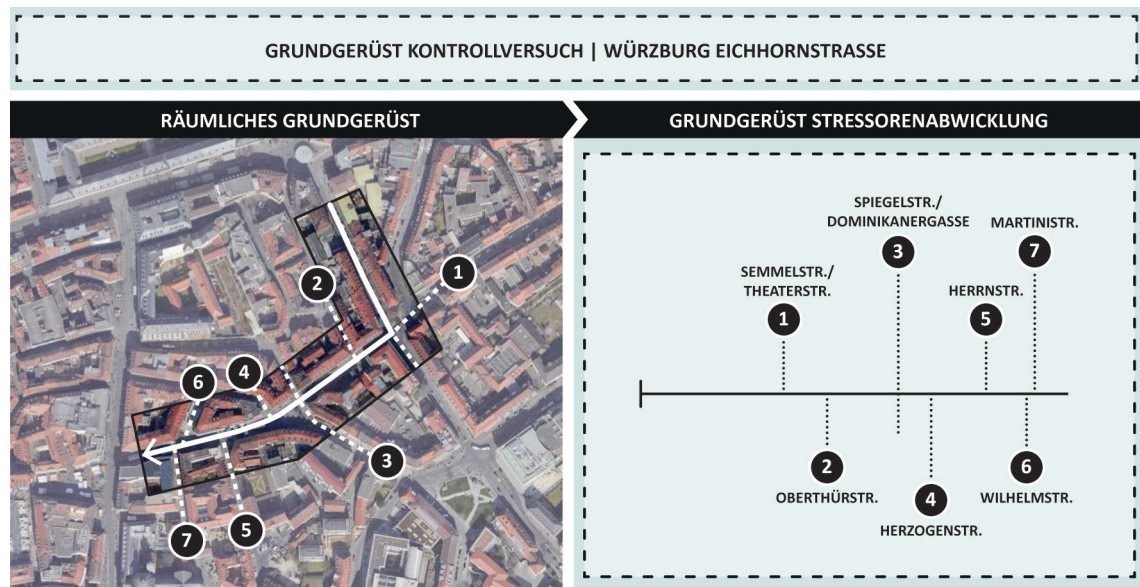 GRUNDGERÜST KONTROLLVERSUCH | WÜRZBURG EICHHORNSTRASSE
RÄUMLICHES GRUNDGERÜST
GRUNDGERÜST STRESSORENABWICKLUNG
1
2
4
6
3
5
7
SPIEGELSTR./
DOMINIKANERGASSE
3
MARTINISTR.
7
SEMMELSTR./
THEATERSTR.
1
HERRNSTR.
5
2
OBERTHÜRSTR.
4
HERZOGENSTR.
6
WILHELMSTR.